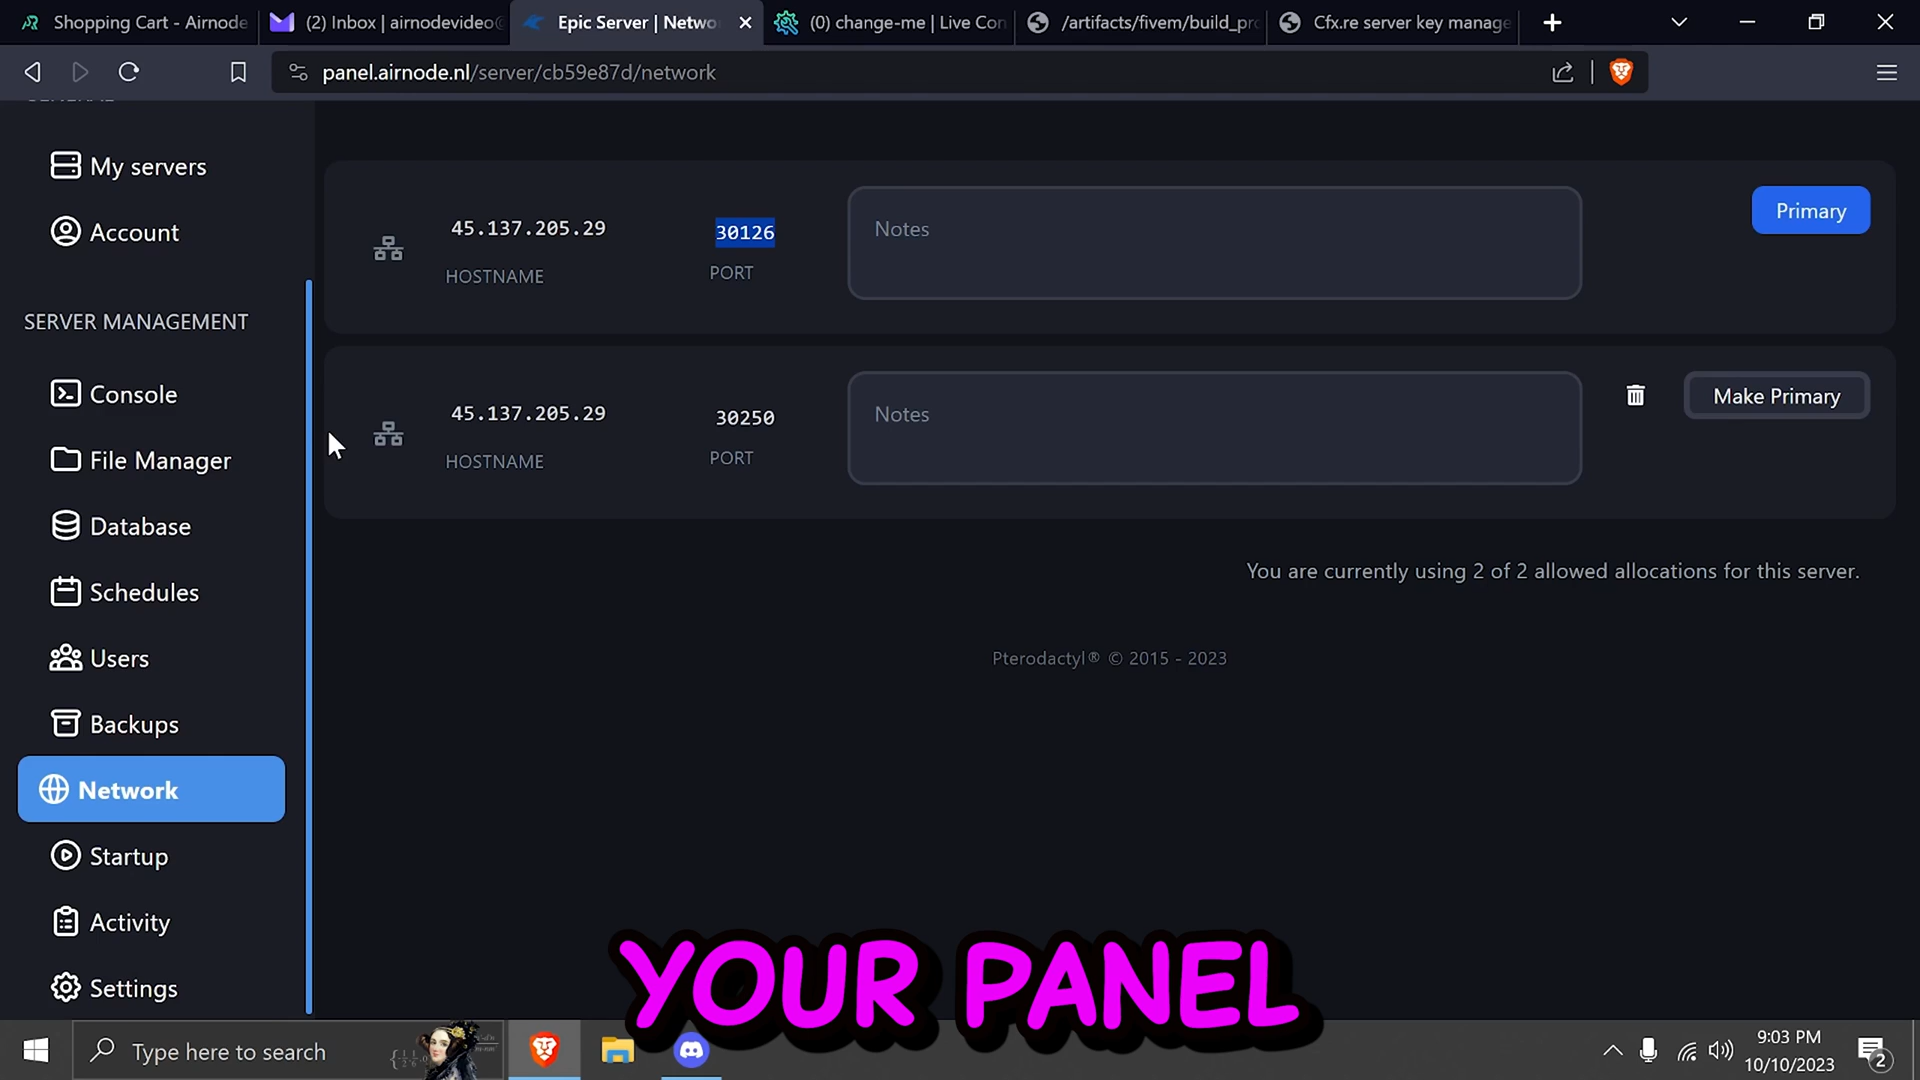 Shopping Cart - Airnode
(2) Inbox | airnodevideo@
Epic Server | Netwo
(0) change-me | Live Con
/artifacts/fivem/build_pro
Cfx.re server key manage
panel.airnode.nl/server/cb59e87d/network
GENERAL
My servers
Account
SERVER MANAGEMENT
Console
File Manager
Database
Schedules
Users
Backups
Network
Startup
Activity
Settings
45.137.205.29
HOSTNAME
30126
PORT
Notes
Primary
45.137.205.29
HOSTNAME
30250
PORT
Notes
Make Primary
You are currently using 2 of 2 allowed allocations for this server.
Pterodactyl® © 2015 - 2023
YOUR PANEL
Type here to search
9:03 PM
10/10/2023
2